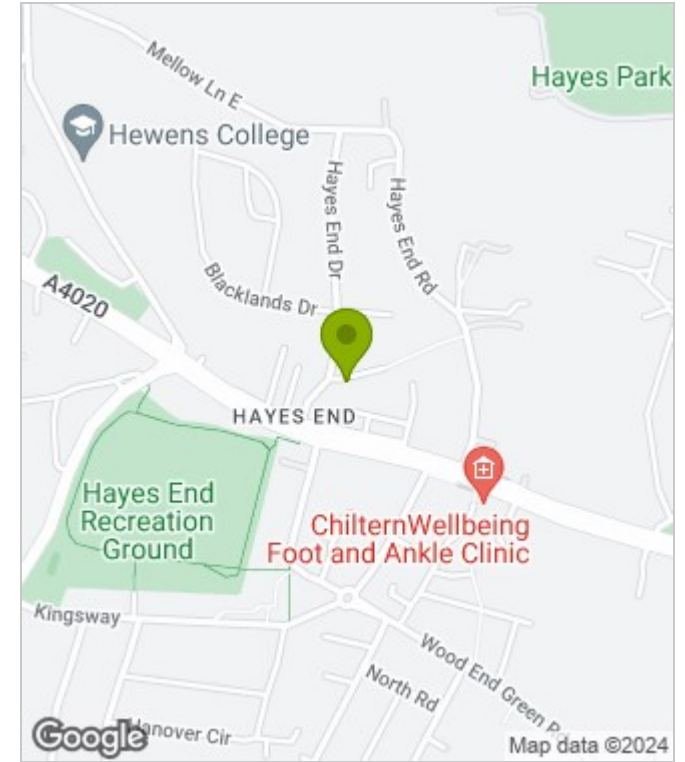 Mellow Ln E
Hayes Park
Hewens College
Hayes End Dr
Hayes End Rd
Blacklands Dr
A4020
HAYES END
Hayes End
Recreation
Ground
ChilternWellbeing
Foot and Ankle Clinic
Kingsway
Wood End Green
North Rd
Hanover Cir
Google
Map data ©2024